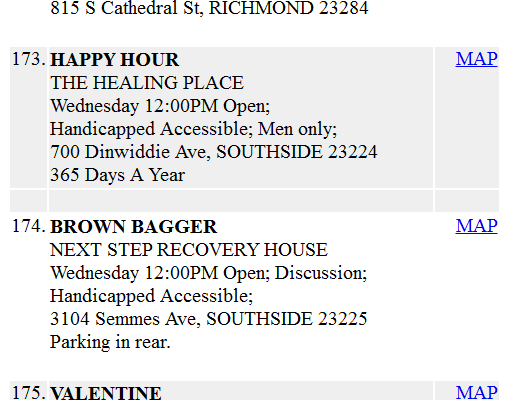 815 S Cathedral St, RICHMOND 23284
173. HAPPY HOUR MAP
THE HEALING PLACE
Wednesday 12:00PM Open;
Handicapped Accessible; Men only;
700 Dinwiddie Ave, SOUTHSIDE 23224
365 Days A Year
174. BROWN BAGGER MAP
NEXT STEP RECOVERY HOUSE
Wednesday 12:00PM Open; Discussion;
Handicapped Accessible;
3104 Semmes Ave, SOUTHSIDE 23225
Parking in rear.
175. VALENTINE MAP